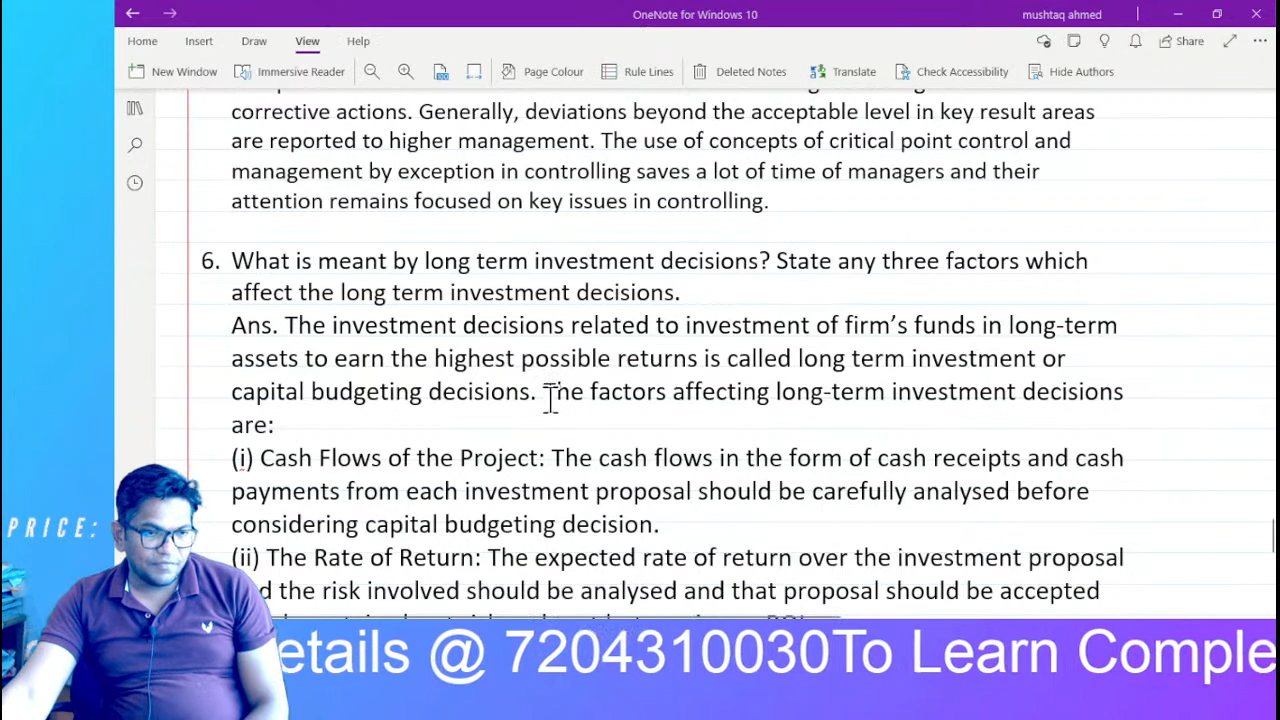 OneNote for Windows 10
mushtaq ahmed
Home Insert Draw View Help
Share
New Window Immersive Reader Page Colour Rule Lines Deleted Notes Translate Check Accessibility Hide Authors
corrective actions. Generally, deviations beyond the acceptable level in key result areas
are reported to higher management. The use of concepts of critical point control and
management by exception in controlling saves a lot of time of managers and their
attention remains focused on key issues in controlling.
6. What is meant by long term investment decisions? State any three factors which
affect the long term investment decisions.
Ans. The investment decisions related to investment of firm's funds in long-term
assets to earn the highest possible returns is called long term investment or
capital budgeting decisions. The factors affecting long-term investment decisions
are:
(i) Cash Flows of the Project: The cash flows in the form of cash receipts and cash
payments from each investment proposal should be carefully analysed before
considering capital budgeting decision.
(ii) The Rate of Return: The expected rate of return over the investment proposal
the risk involved should be analysed and that proposal should be accepted
PRICE:
etails @ 7204310030To Learn Comple